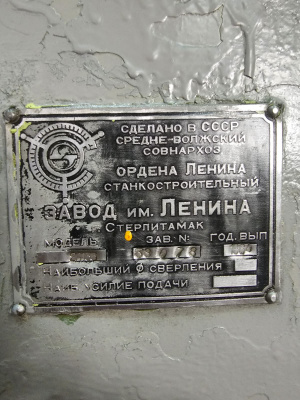 СДЕЛАНО В СССР
СРЕДНЕ-ВОЛЖСКИЙ
СОВНАРХОЗ
ОРДЕНА ЛЕНИНА
СТАНКОСТРОИТЕЛЬНЫЙ
ЗАВОД ИМ. ЛЕНИНА
СТЕРЛИТАМАК
МОДЕЛЬ ЗАВ. № ГОД. ВЫП
НАИБОЛЬШИЙ Ф СВЕРЛЕНИЯ
НАИБ УСИЛИЕ ПОДАЧИ